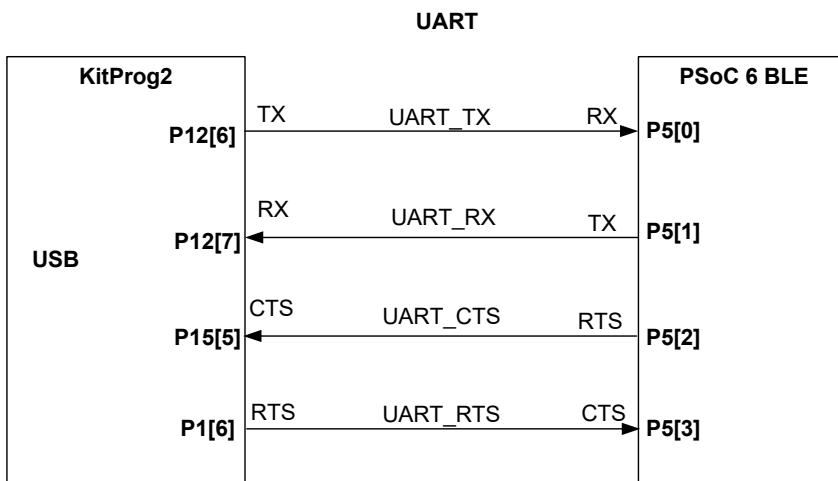 UART
KitProg2
PSoC 6 BLE
TX UART_TX RX
P12[6] P5[0]
RX UART_RX TX
P12[7] P5[1]
USB
CTS UART_CTS RTS
P15[5] P5[2]
RTS UART_RTS CTS
P1[6] P5[3]